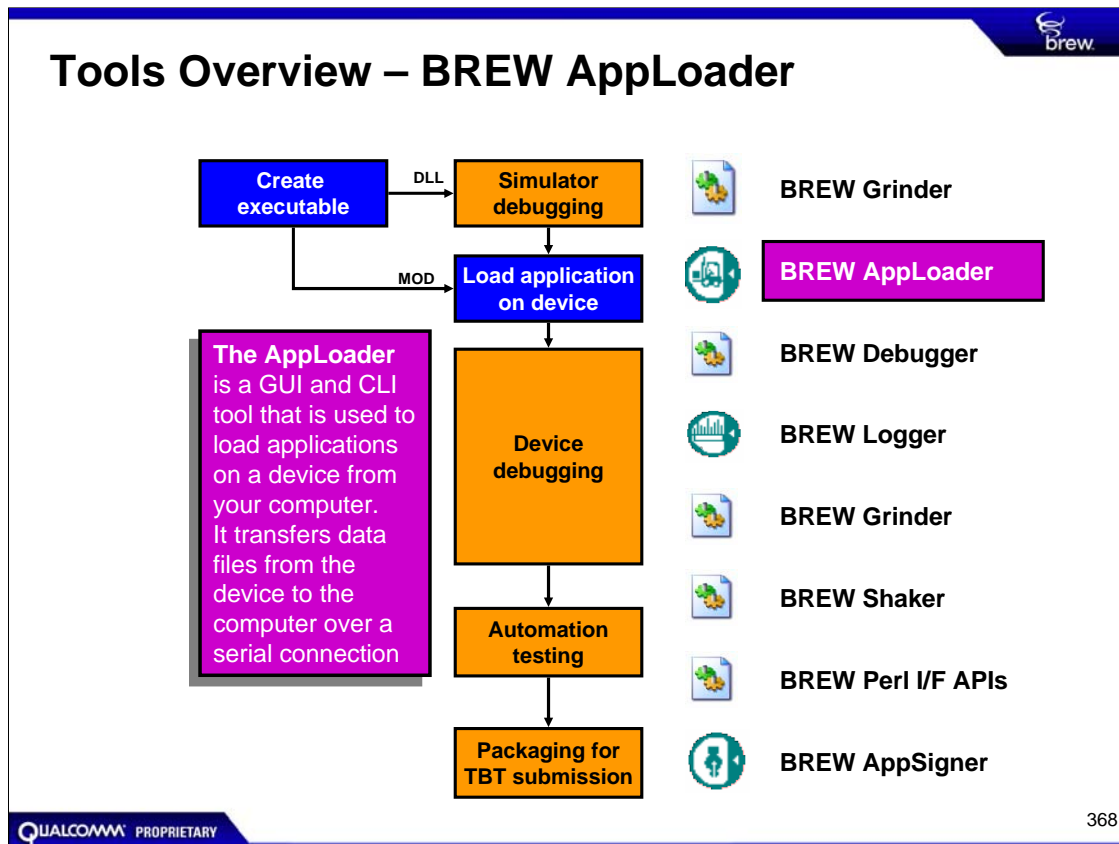 brew.
Tools Overview – BREW AppLoader
Create
executable
DLL
Simulator
debugging
BREW Grinder
MOD
Load application
on device
BREW AppLoader
The AppLoader
is a GUI and CLI
tool that is used to
load applications
on a device from
your computer.
It transfers data
files from the
device to the
computer over a
serial connection
Device
debugging
BREW Debugger
BREW Logger
BREW Grinder
Automation
testing
BREW Shaker
BREW Perl I/F APIs
Packaging for
TBT submission
BREW AppSigner
QUALCOMM PROPRIETARY
368